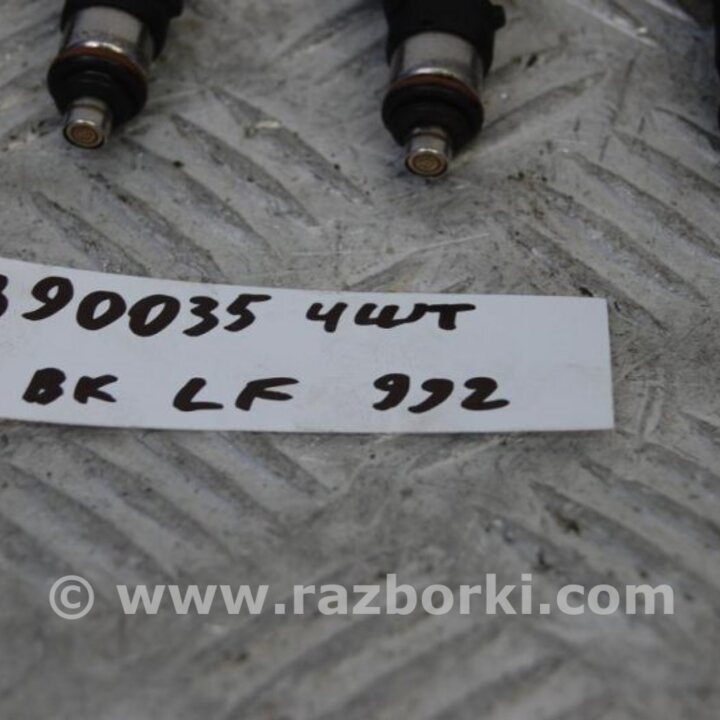 390035 4шт
BK LF 992
© www.razborki.com